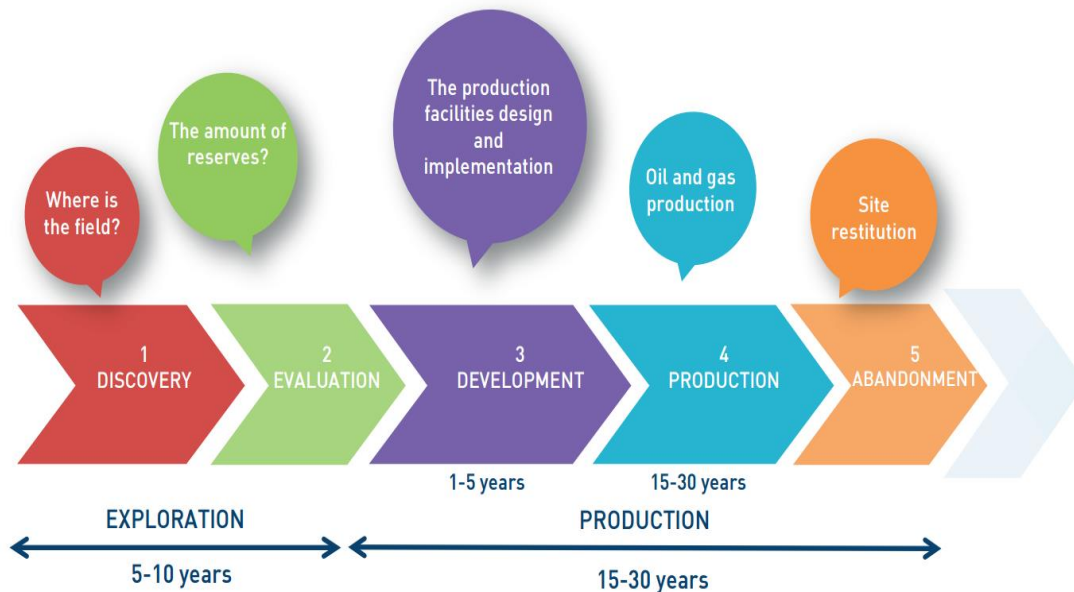 Where is
the field?
The amount of
reserves?
The production
facilities design
and
implementation
Oil and gas
production
Site
restitution
1
DISCOVERY
2
EVALUATION
3
DEVELOPMENT
4
PRODUCTION
5
ABANDONMENT
1-5 years
15-30 years
EXPLORATION
5-10 years
PRODUCTION
15-30 years